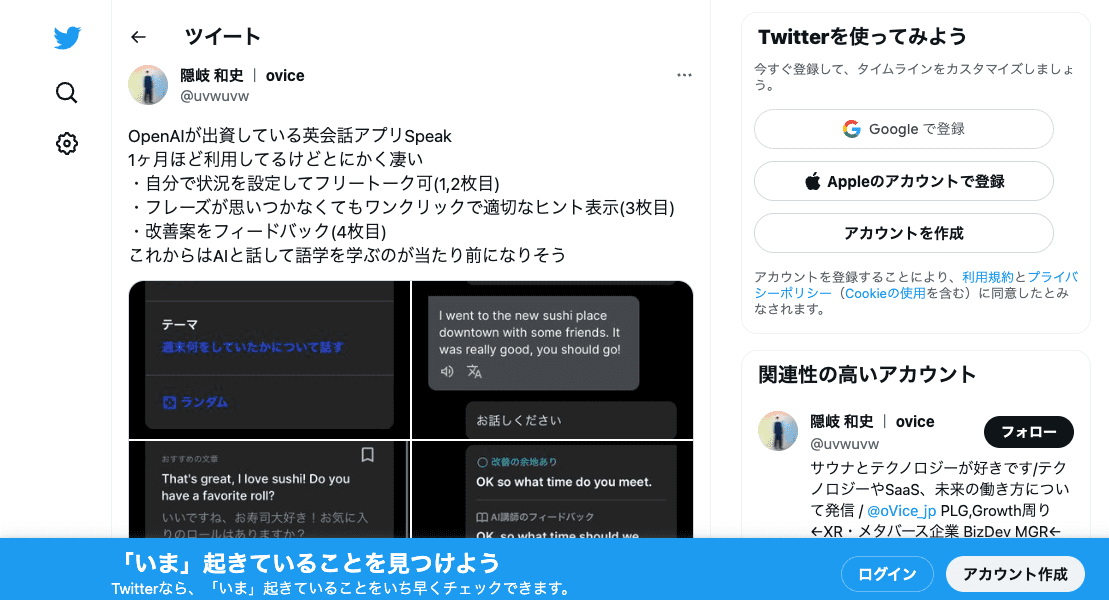 ツイート
隠岐 和史 ｜ ovice
@uvwuvw
OpenAIが出資している英会話アプリSpeak
1ヶ月ほど利用してるけどとにかく凄い
・自分で状況を設定してフリートーク可(1,2枚目)
・フレーズが思いつかなくてもワンクリックで適切なヒント表示(3枚目)
・改善案をフィードバック(4枚目)
これからはAIと話して語学を学ぶのが当たり前になりそう
テーマ
週末何をしていたかについて話す
ランダム
I went to the new sushi place
downtown with some friends. It
was really good, you should go!
お話しください
おすすめの文章
That's great, I love sushi! Do you
have a favorite roll?
いいですね、お寿司大好き！お気に入
りのロールはありますか？
改善の余地あり
OK so what time do you meet.
AI講師のフィードバック
OK, so what time should we
Twitterを使ってみよう
今すぐ登録して、タイムラインをカスタマイズしましょ
う。
Google で登録
Appleのアカウントで登録
アカウントを作成
アカウントを登録することにより、利用規約とプライバ
シーポリシー（Cookieの使用を含む）に同意したとみ
なされます。
関連性の高いアカウント
隠岐 和史 ｜ ovice
@uvwuvw
フォロー
サウナとテクノロジーが好きです/テク
ノロジーやSaaS、未来の働き方につい
て発信 / @oVice_jp PLG,Growth周り
←XR・メタバース企業 BizDev MGR←
「いま」起きていることを見つけよう
Twitterなら、「いま」起きていることをいち早くチェックできます。
ログイン
アカウント作成